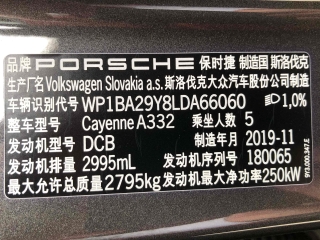 品牌 PORSCHE 保时捷 制造国 斯洛伐克
生产厂名 Volkswagen Slovakia a.s. 斯洛伐克大众汽车股份公司制造
车辆识别代号 WP1BA29Y8LDA66060 1,0%
整车型号 Cayenne A332 乘坐人数 5
发动机型号 DCB 制造年月 2019-11
发动机排量 2995mL 发动机序列号 180065
最大允许总质量 2795kg 发动机最大净功率 250kW